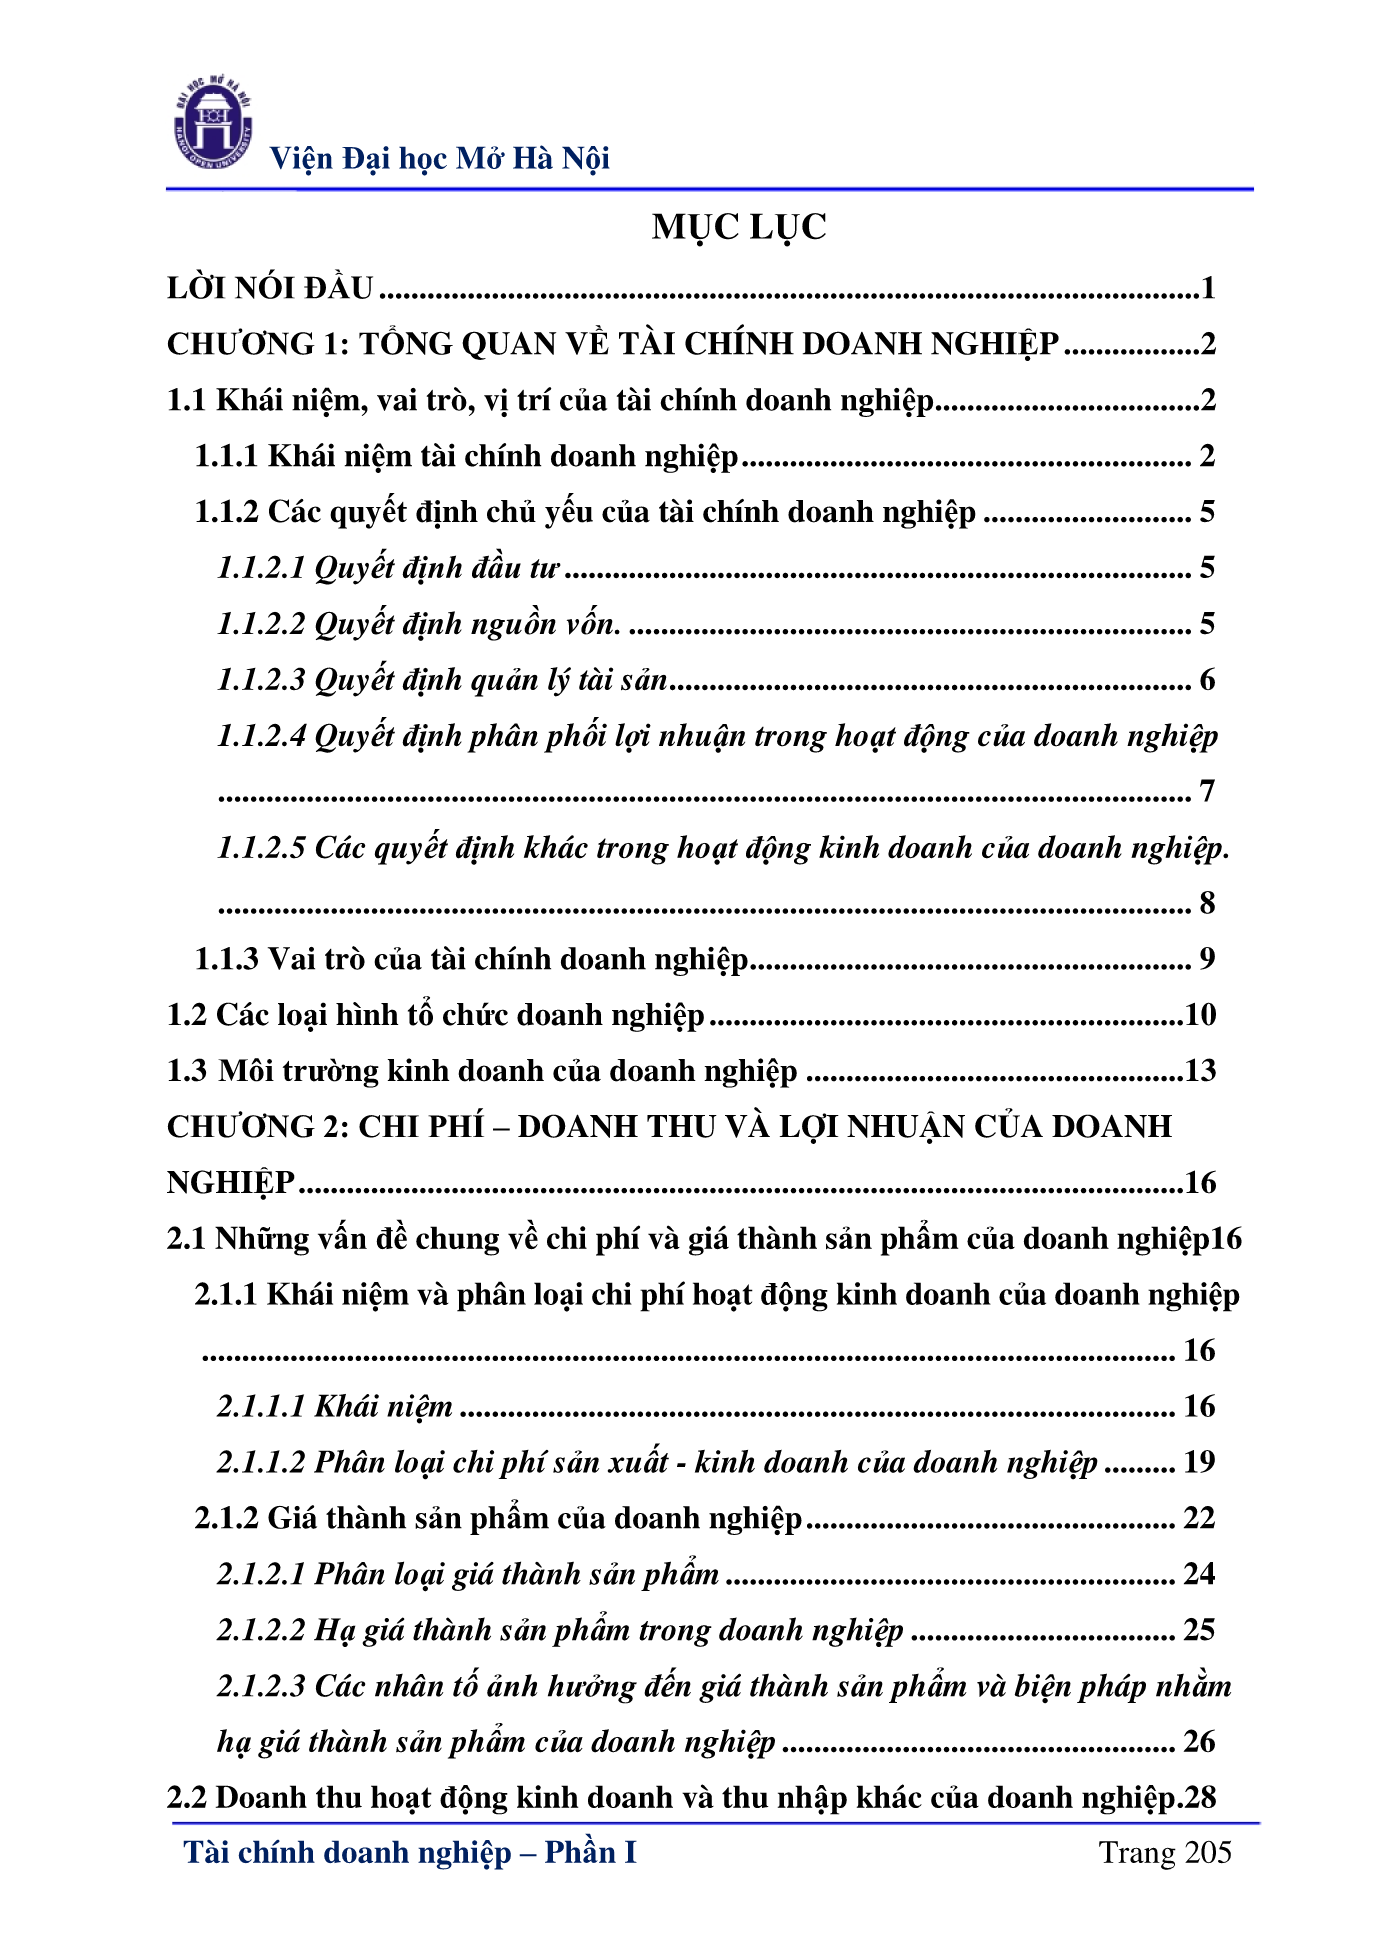 ĐẠI HỌC MỞ HÀ NỘI
HANOI OPEN UNIVERSITY
Viện Đại học Mở Hà Nội
MỤC LỤC
LỜI NÓI ĐẦU.....................................................................................................1
CHƯƠNG 1: TỔNG QUAN VỀ TÀI CHÍNH DOANH NGHIỆP.................2
1.1 Khái niệm, vai trò, vị trí của tài chính doanh nghiệp.................................2
1.1.1 Khái niệm tài chính doanh nghiệp........................................................ 2
1.1.2 Các quyết định chủ yếu của tài chính doanh nghiệp .......................... 5
1.1.2.1 Quyết định đầu tư .............................................................................. 5
1.1.2.2 Quyết định nguồn vốn. ...................................................................... 5
1.1.2.3 Quyết định quản lý tài sản................................................................. 6
1.1.2.4 Quyết định phân phối lợi nhuận trong hoạt động của doanh nghiệp
......................................................................................................................... 7
1.1.2.5 Các quyết định khác trong hoạt động kinh doanh của doanh nghiệp.
......................................................................................................................... 8
1.1.3 Vai trò của tài chính doanh nghiệp....................................................... 9
1.2 Các loại hình tổ chức doanh nghiệp...........................................................10
1.3 Môi trường kinh doanh của doanh nghiệp ...............................................13
CHƯƠNG 2: CHI PHÍ – DOANH THU VÀ LỢI NHUẬN CỦA DOANH
NGHIỆP..............................................................................................................16
2.1 Những vấn đề chung về chi phí và giá thành sản phẩm của doanh nghiệp16
2.1.1 Khái niệm và phân loại chi phí hoạt động kinh doanh của doanh nghiệp
......................................................................................................................... 16
2.1.1.1 Khái niệm ......................................................................................... 16
2.1.1.2 Phân loại chi phí sản xuất - kinh doanh của doanh nghiệp ......... 19
2.1.2 Giá thành sản phẩm của doanh nghiệp.............................................. 22
2.1.2.1 Phân loại giá thành sản phẩm ........................................................ 24
2.1.2.2 Hạ giá thành sản phẩm trong doanh nghiệp ................................. 25
2.1.2.3 Các nhân tố ảnh hưởng đến giá thành sản phẩm và biện pháp nhằm
hạ giá thành sản phẩm của doanh nghiệp ................................................. 26
2.2 Doanh thu hoạt động kinh doanh và thu nhập khác của doanh nghiệp.28
Tài chính doanh nghiệp – Phần I
Trang 205